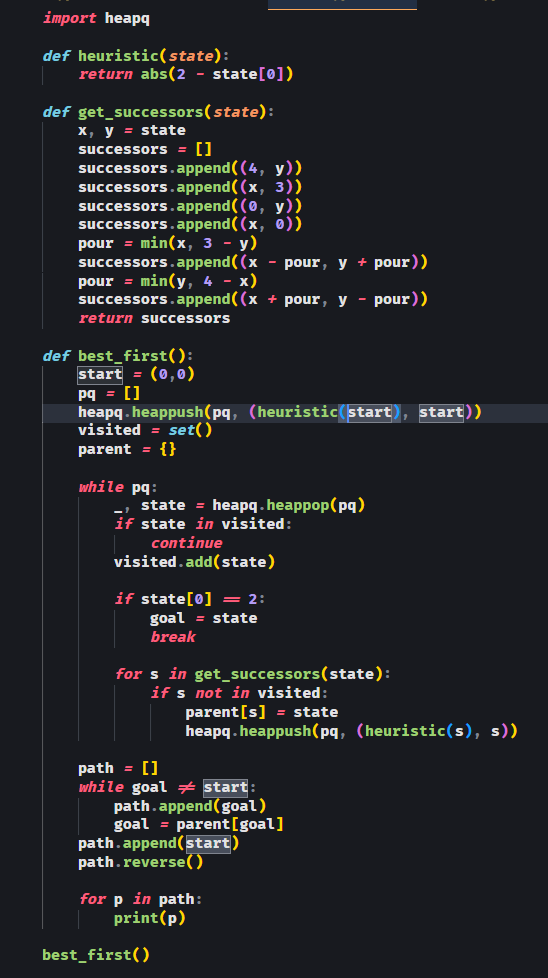 import heapq

def heuristic(state):
    return abs(2 - state[0])

def get_successors(state):
    x, y = state
    successors = []
    successors.append((4, y))
    successors.append((x, 3))
    successors.append((0, y))
    successors.append((x, 0))
    pour = min(x, 3 - y)
    successors.append((x - pour, y + pour))
    pour = min(y, 4 - x)
    successors.append((x + pour, y - pour))
    return successors

def best_first():
    start = (0,0)
    pq = []
    heapq.heappush(pq, (heuristic(start), start))
    visited = set()
    parent = {}

    while pq:
        _, state = heapq.heappop(pq)
        if state in visited:
            continue
        visited.add(state)

        if state[0] == 2:
            goal = state
            break

        for s in get_successors(state):
            if s not in visited:
                parent[s] = state
                heapq.heappush(pq, (heuristic(s), s))

    path = []
    while goal != start:
        path.append(goal)
        goal = parent[goal]
    path.append(start)
    path.reverse()

    for p in path:
        print(p)

best_first()